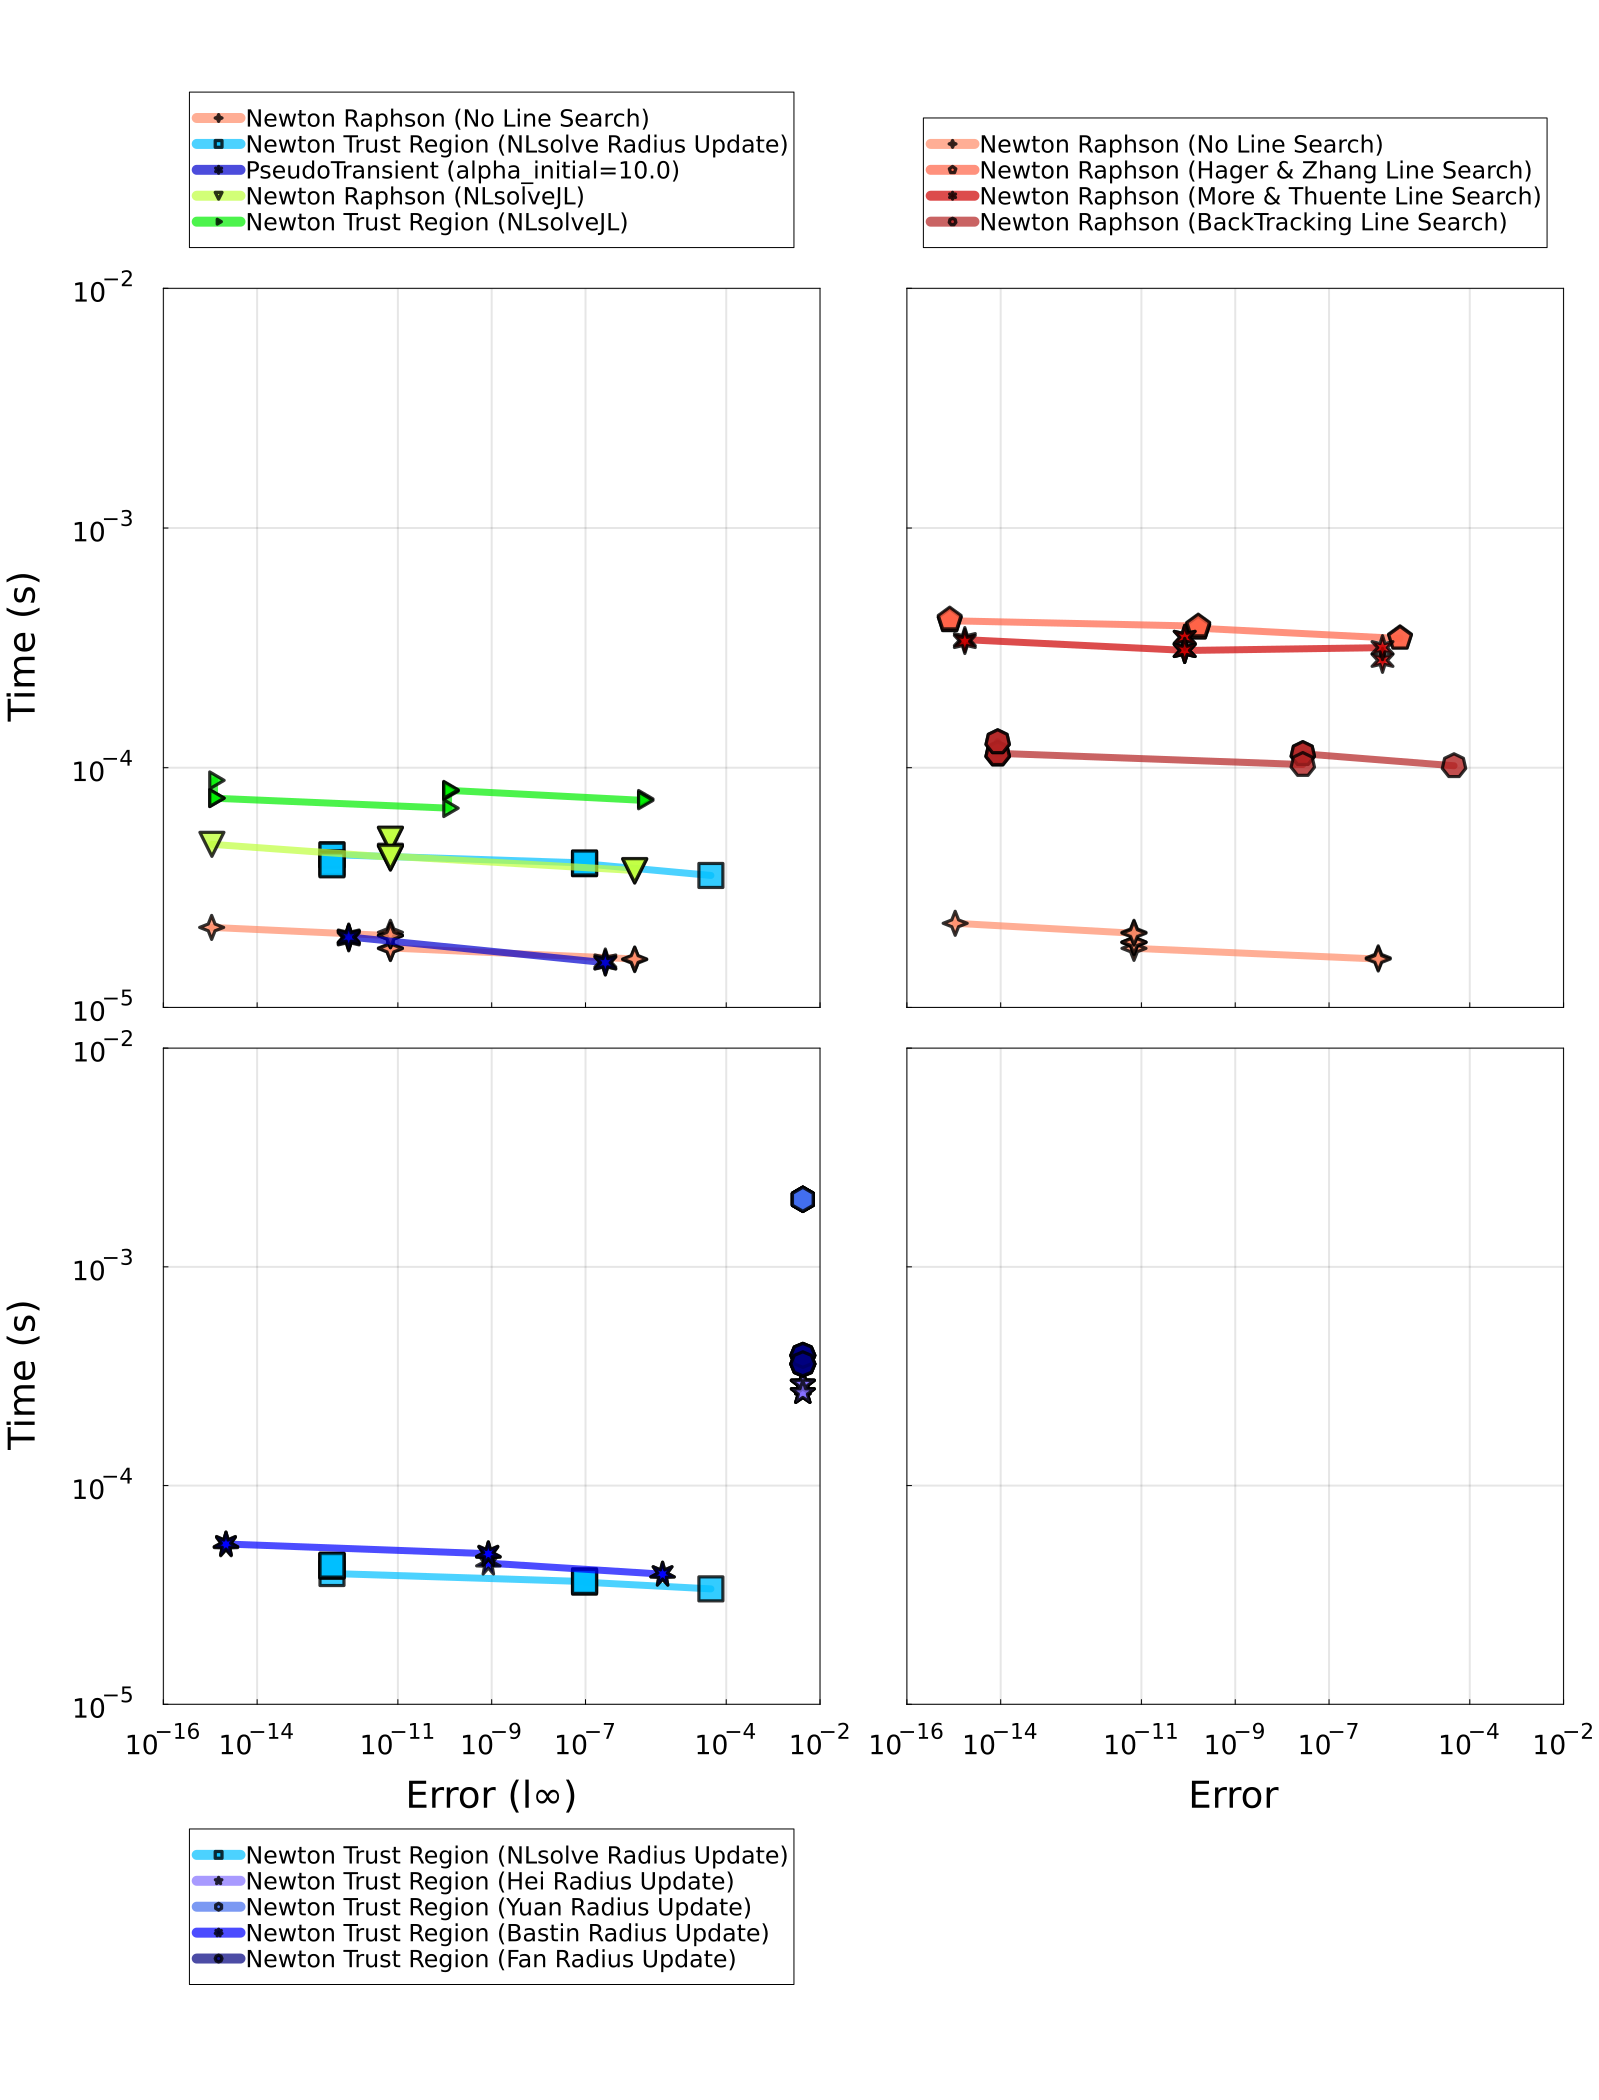 Newton Raphson (No Line Search)
Newton Trust Region (NLsolve Radius Update)
PseudoTransient (alpha_initial=10.0)
Newton Raphson (NLsolveJL)
Newton Trust Region (NLsolveJL)
Newton Raphson (No Line Search)
Newton Raphson (Hager & Zhang Line Search)
Newton Raphson (More & Thuente Line Search)
Newton Raphson (BackTracking Line Search)
Time (s)
10⁻²
10⁻³
10⁻⁴
10⁻⁵
Time (s)
10⁻²
10⁻³
10⁻⁴
10⁻⁵
10⁻¹⁶ 10⁻¹⁴ 10⁻¹¹ 10⁻⁹ 10⁻⁷ 10⁻⁴ 10⁻²
Error (l∞)
10⁻¹⁶ 10⁻¹⁴ 10⁻¹¹ 10⁻⁹ 10⁻⁷ 10⁻⁴ 10⁻²
Error
Newton Trust Region (NLsolve Radius Update)
Newton Trust Region (Hei Radius Update)
Newton Trust Region (Yuan Radius Update)
Newton Trust Region (Bastin Radius Update)
Newton Trust Region (Fan Radius Update)